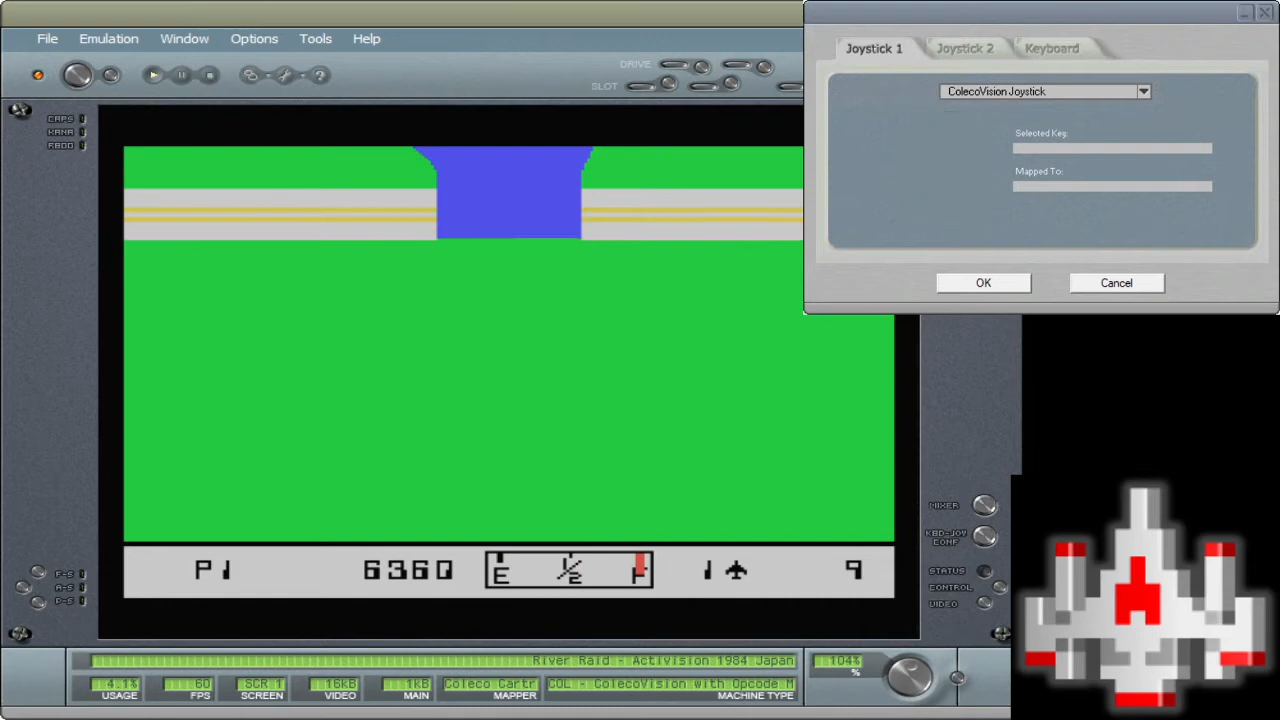 File Emulation Window Options Tools Help
DRIVE
SLOT
CAPS
KANA
Joystick 1 Joystick 2 Keyboard
ColecoVision Joystick
Selected Key:
Mapped To:
OK Cancel
P1 6360 E 1/2 F 1 9
MIXER
KBD-JOY
CONF
STATUS
CONTROL
VIDEO
F-S
A-S
P-S
River Raid - Activision 1984 Japan
104%
%
4.1% 60 SCR 1 16kB 1kB Coleco Cartr COL - ColecoVision with Opcode M
USAGE FPS SCREEN VIDEO MAIN MAPPER MACHINE TYPE